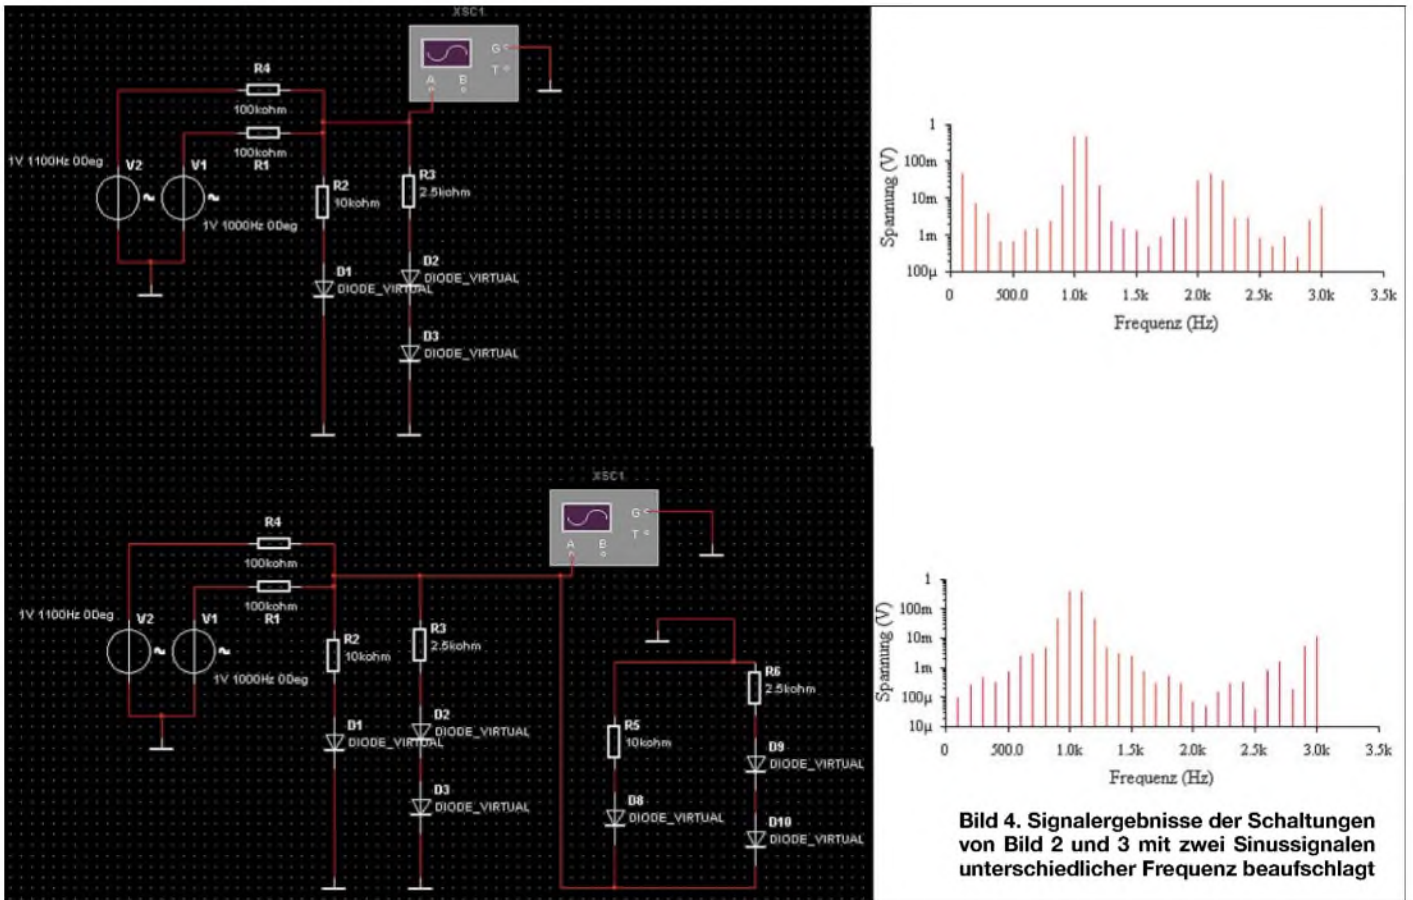 XSC1
G
T
A B
R4
100kohm
100kohm
R1
1V 1100Hz 0Deg
V2
V1
1V 1000Hz 0Deg
R2
10kohm
R3
2.5kohm
D1
DIODE_VIRTUAL
D2
DIODE_VIRTUAL
D3
DIODE_VIRTUAL
Spannung (V)
1
100m
10m
1m
100µ
0 500.0 1.0k 1.5k 2.0k 2.5k 3.0k 3.5k
Frequenz (Hz)
XSC1
G
T
A B
R4
100kohm
100kohm
R1
1V 1100Hz 0Deg
V2
V1
1V 1000Hz 0Deg
R2
10kohm
R3
2.5kohm
D1
DIODE_VIRTUAL
D2
DIODE_VIRTUAL
D3
DIODE_VIRTUAL
R5
10kohm
R6
2.5kohm
D8
DIODE_VIRTUAL
D9
DIODE_VIRTUAL
D10
DIODE_VIRTUAL
Spannung (V)
1
100m
10m
1m
100µ
10µ
0 500.0 1.0k 1.5k 2.0k 2.5k 3.0k 3.5k
Frequenz (Hz)
Bild 4. Signalergebnisse der Schaltungen
von Bild 2 und 3 mit zwei Sinussignalen
unterschiedlicher Frequenz beaufschlagt